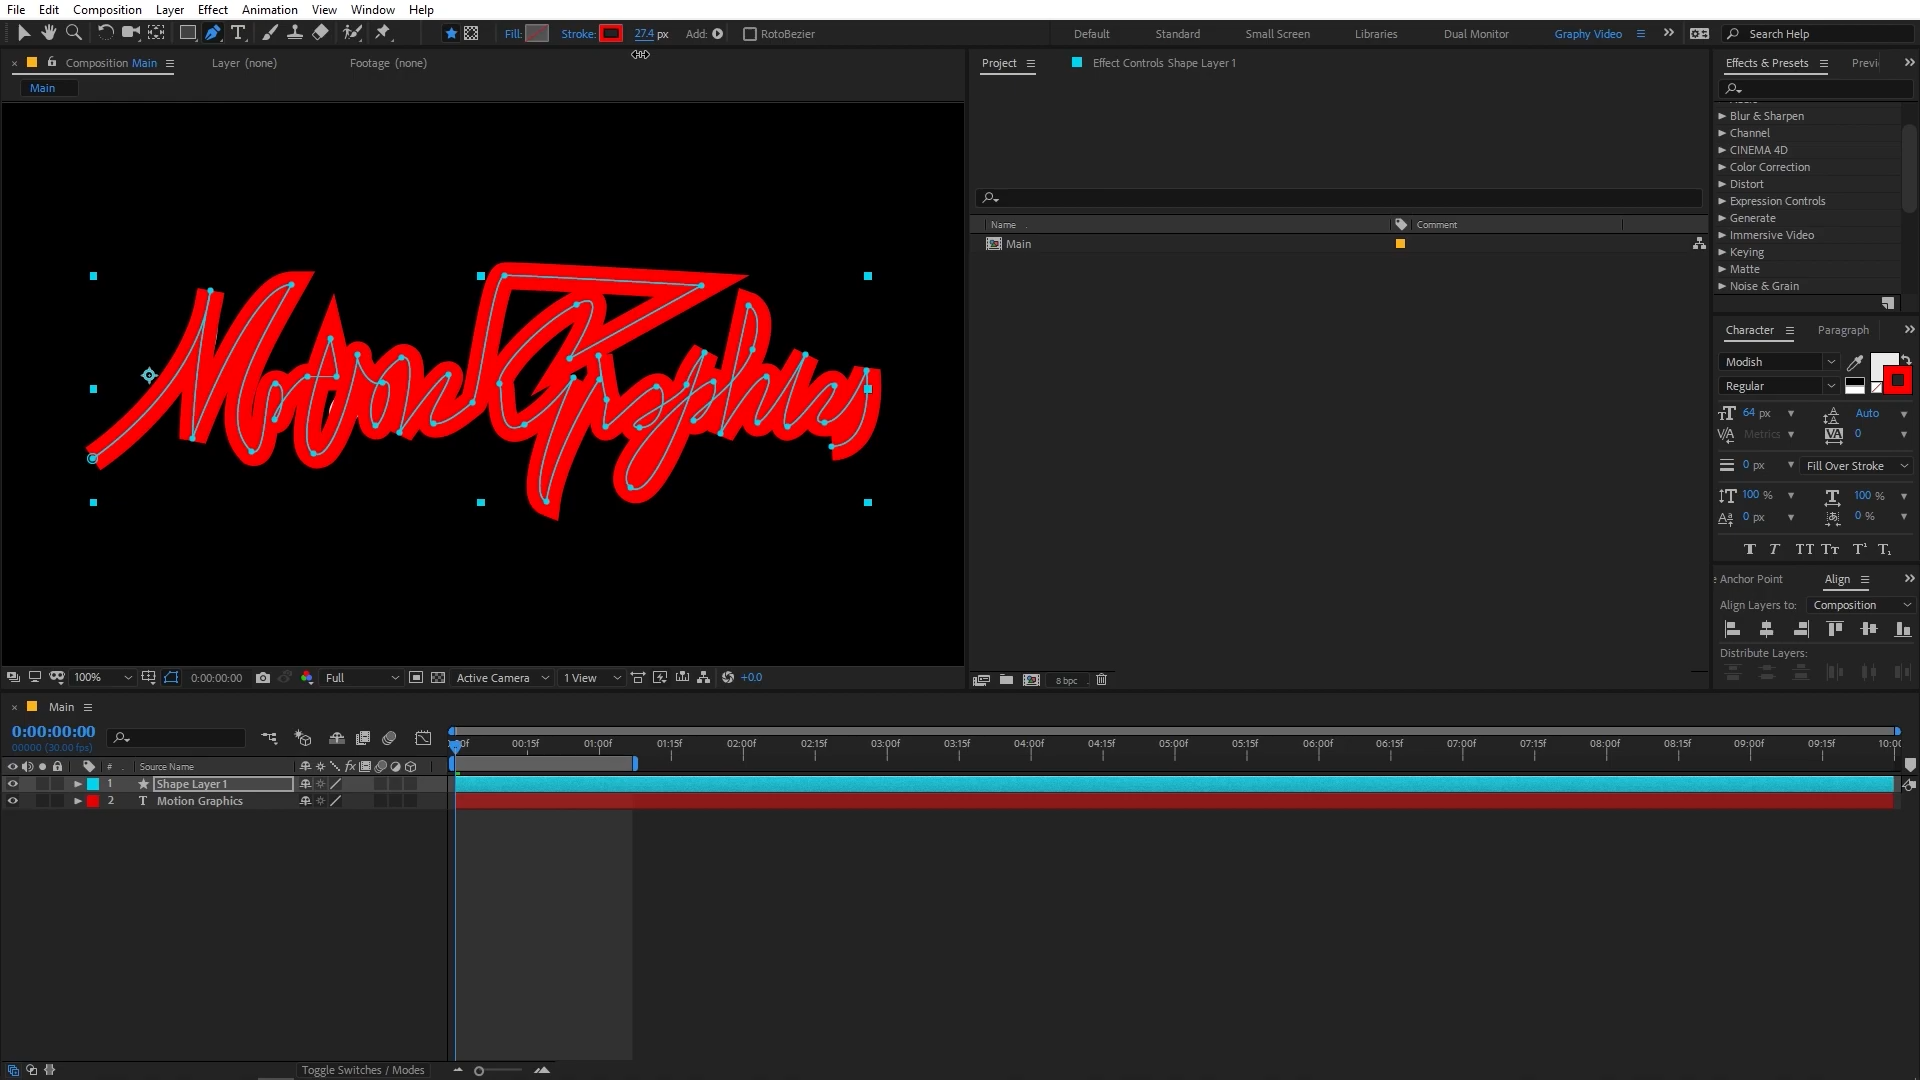 File Edit Composition Layer Effect Animation View Window Help
Fill: Stroke: 27.4 px Add: RotoBezier Default Standard Small Screen Libraries Dual Monitor Graphy Video Search Help
Composition Main Layer (none) Footage (none)
Main
Project Effect Controls Shape Layer 1
Name Comment
Main
Effects & Presets Previ
Blur & Sharpen
Channel
CINEMA 4D
Color Correction
Distort
Expression Controls
Generate
Immersive Video
Keying
Matte
Noise & Grain
Character Paragraph
Modish
Regular
64 px Auto
Metrics 0
0 px Fill Over Stroke
100 % 100 %
0 px 0 %
Anchor Point Align
Align Layers to: Composition
Distribute Layers:
Motion Graphics
100% 0:00:00:00 Full Active Camera 1 View +0.0
8 bpc
Main
0:00:00:00
00000 (30.00 fps)
00:15f 01:00f 01:15f 02:00f 02:15f 03:00f 03:15f 04:00f 04:15f 05:00f 05:15f 06:00f 06:15f 07:00f 07:15f 08:00f 08:15f 09:00f 09:15f 10:00
# Source Name
1 Shape Layer 1
2 T Motion Graphics
Toggle Switches / Modes